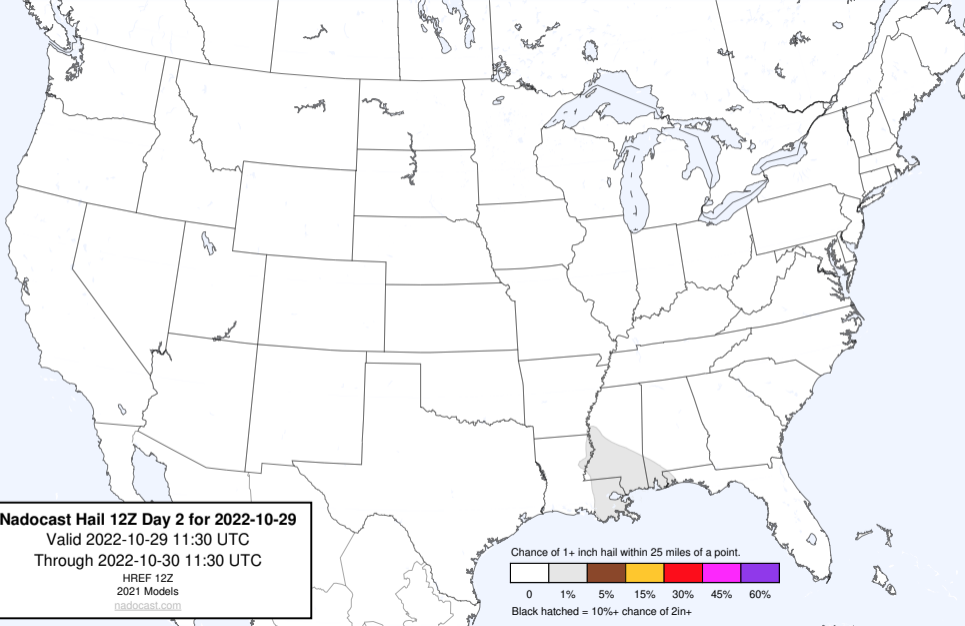 Nadocast Hail 12Z Day 2 for 2022-10-29
Valid 2022-10-29 11:30 UTC
Through 2022-10-30 11:30 UTC
HREF 12Z
2021 Models
nadocast.com
Chance of 1+ inch hail within 25 miles of a point.
0 1% 5% 15% 30% 45% 60%
Black hatched = 10%+ chance of 2in+